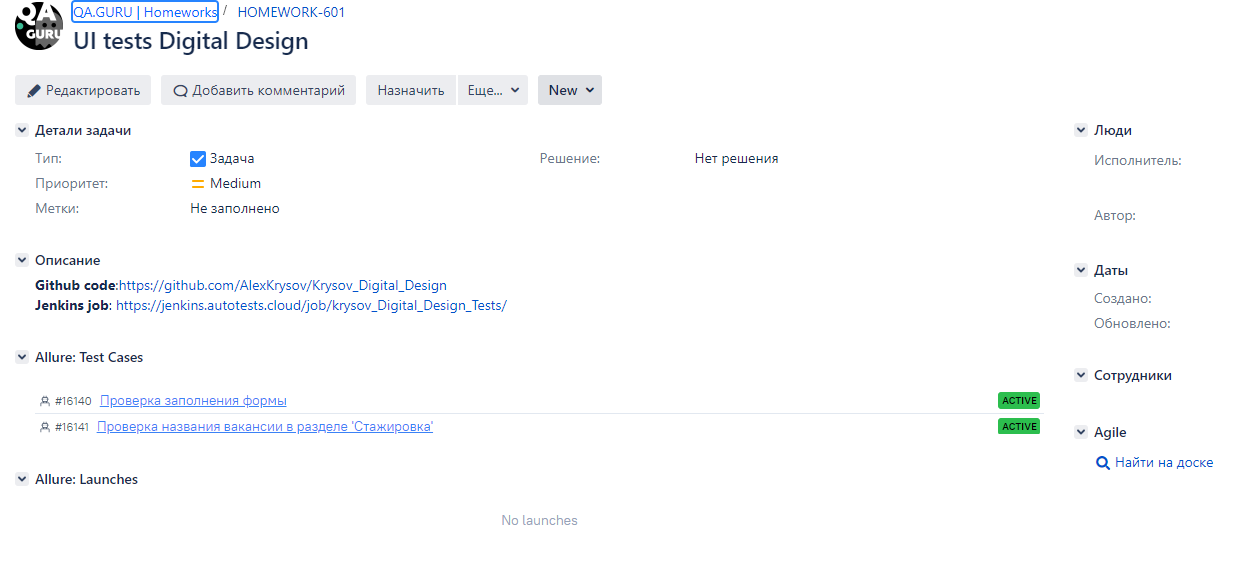 QA GURU
QA.GURU | Homeworks / HOMEWORK-601
UI tests Digital Design
Редактировать Добавить комментарий Назначить Еще... New
Детали задачи
Тип: Задача Решение: Нет решения
Приоритет: Medium
Метки: Не заполнено
Описание
Github code:https://github.com/AlexKrysov/Krysov_Digital_Design
Jenkins job: https://jenkins.autotests.cloud/job/krysov_Digital_Design_Tests/
Allure: Test Cases
#16140 Проверка заполнения формы ACTIVE
#16141 Проверка названия вакансии в разделе 'Стажировка' ACTIVE
Allure: Launches
No launches
Люди
Исполнитель:
Автор:
Даты
Создано:
Обновлено:
Сотрудники
Agile
Найти на доске